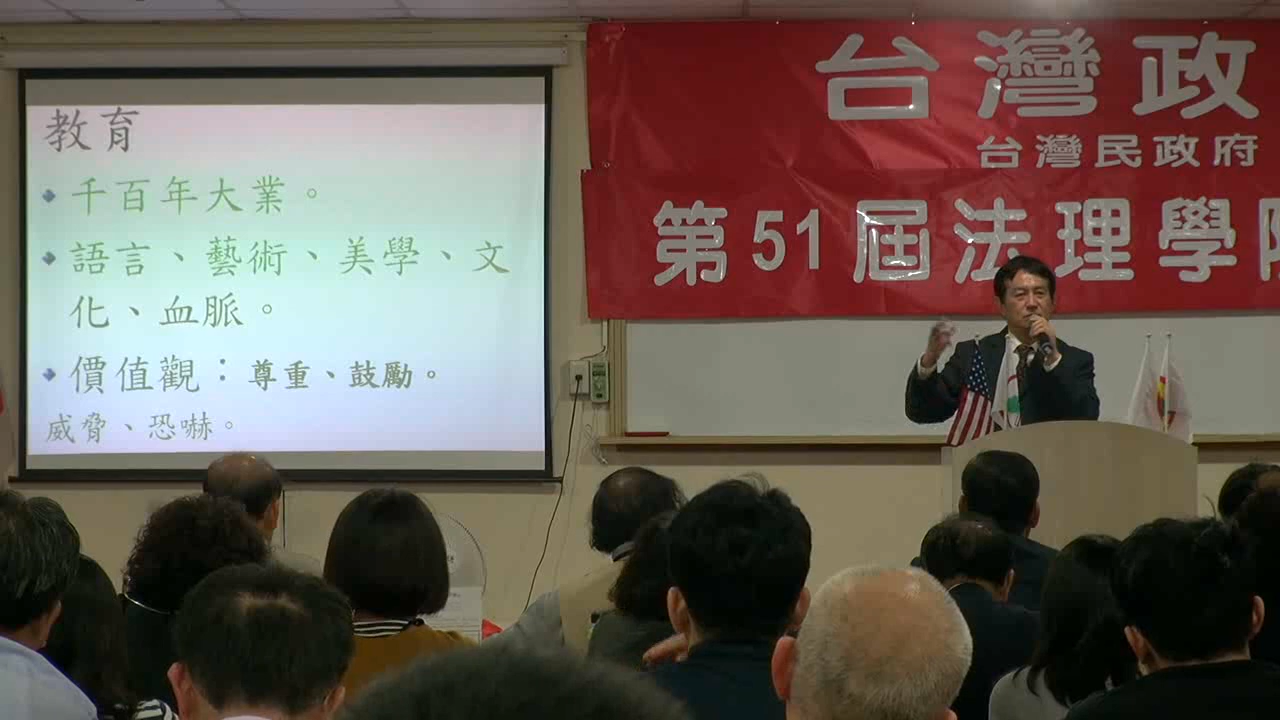 教育
千百年大業。
語言、藝術、美學、文
化、血脈。
價值觀：尊重、鼓勵。
威脅、恐嚇。
台灣政
台灣民政府
第51屆法理學